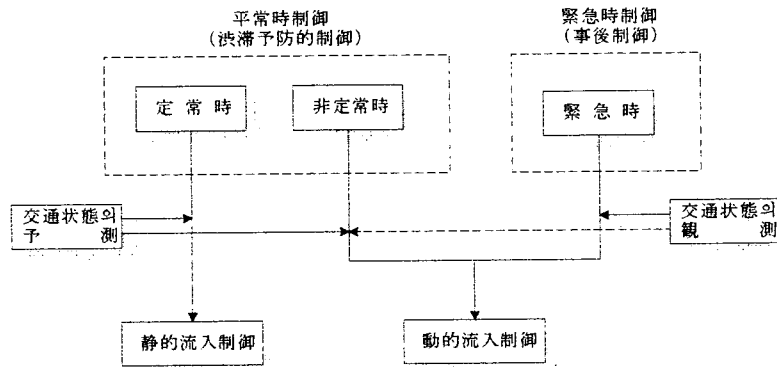 平常時制御
(渋滞予防的制御)
緊急時制御
(事後制御)
定常時
非定常時
緊急時
交通状態의
予測
交通状態의
観測
静的流入制御
動的流入制御